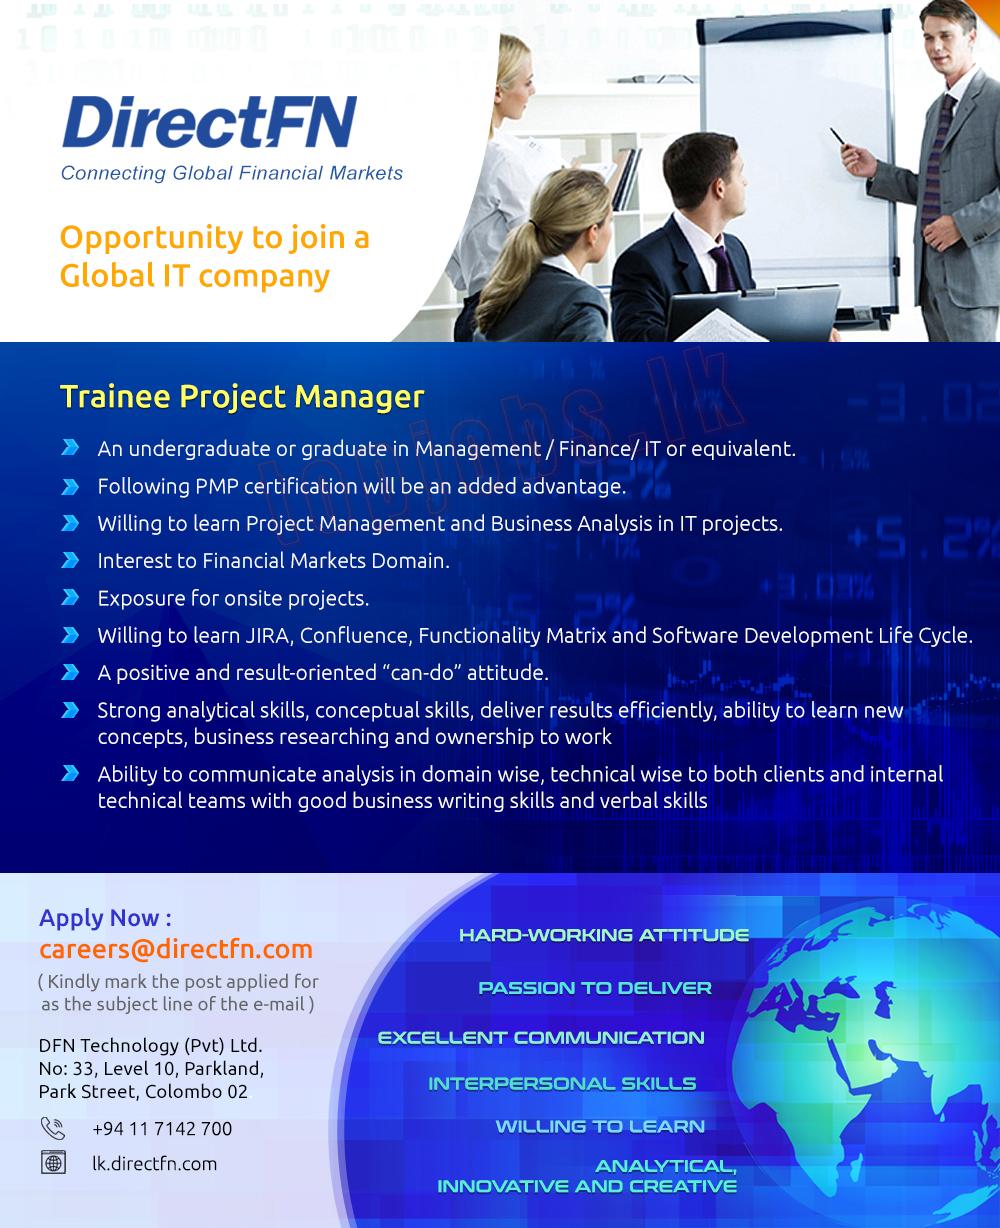 DirectFN
Connecting Global Financial Markets
Opportunity to join a
Global IT company
Trainee Project Manager
An undergraduate or graduate in Management / Finance/ IT or equivalent.
Following PMP certification will be an added advantage.
Willing to learn Project Management and Business Analysis in IT projects.
Interest to Financial Markets Domain.
Exposure for onsite projects.
Willing to learn JIRA, Confluence, Functionality Matrix and Software Development Life Cycle.
A positive and result-oriented “can-do” attitude.
Strong analytical skills, conceptual skills, deliver results efficiently, ability to learn new
concepts, business researching and ownership to work
Ability to communicate analysis in domain wise, technical wise to both clients and internal
technical teams with good business writing skills and verbal skills
-3.02
-1.5%
+5.2%
+3.03%
Apply Now :
careers@directfn.com
( Kindly mark the post applied for
as the subject line of the e-mail )
DFN Technology (Pvt) Ltd.
No: 33, Level 10, Parkland,
Park Street, Colombo 02
+94 11 7142 700
lk.directfn.com
HARD-WORKING ATTITUDE
PASSION TO DELIVER
EXCELLENT COMMUNICATION
INTERPERSONAL SKILLS
WILLING TO LEARN
ANALYTICAL,
INNOVATIVE AND CREATIVE